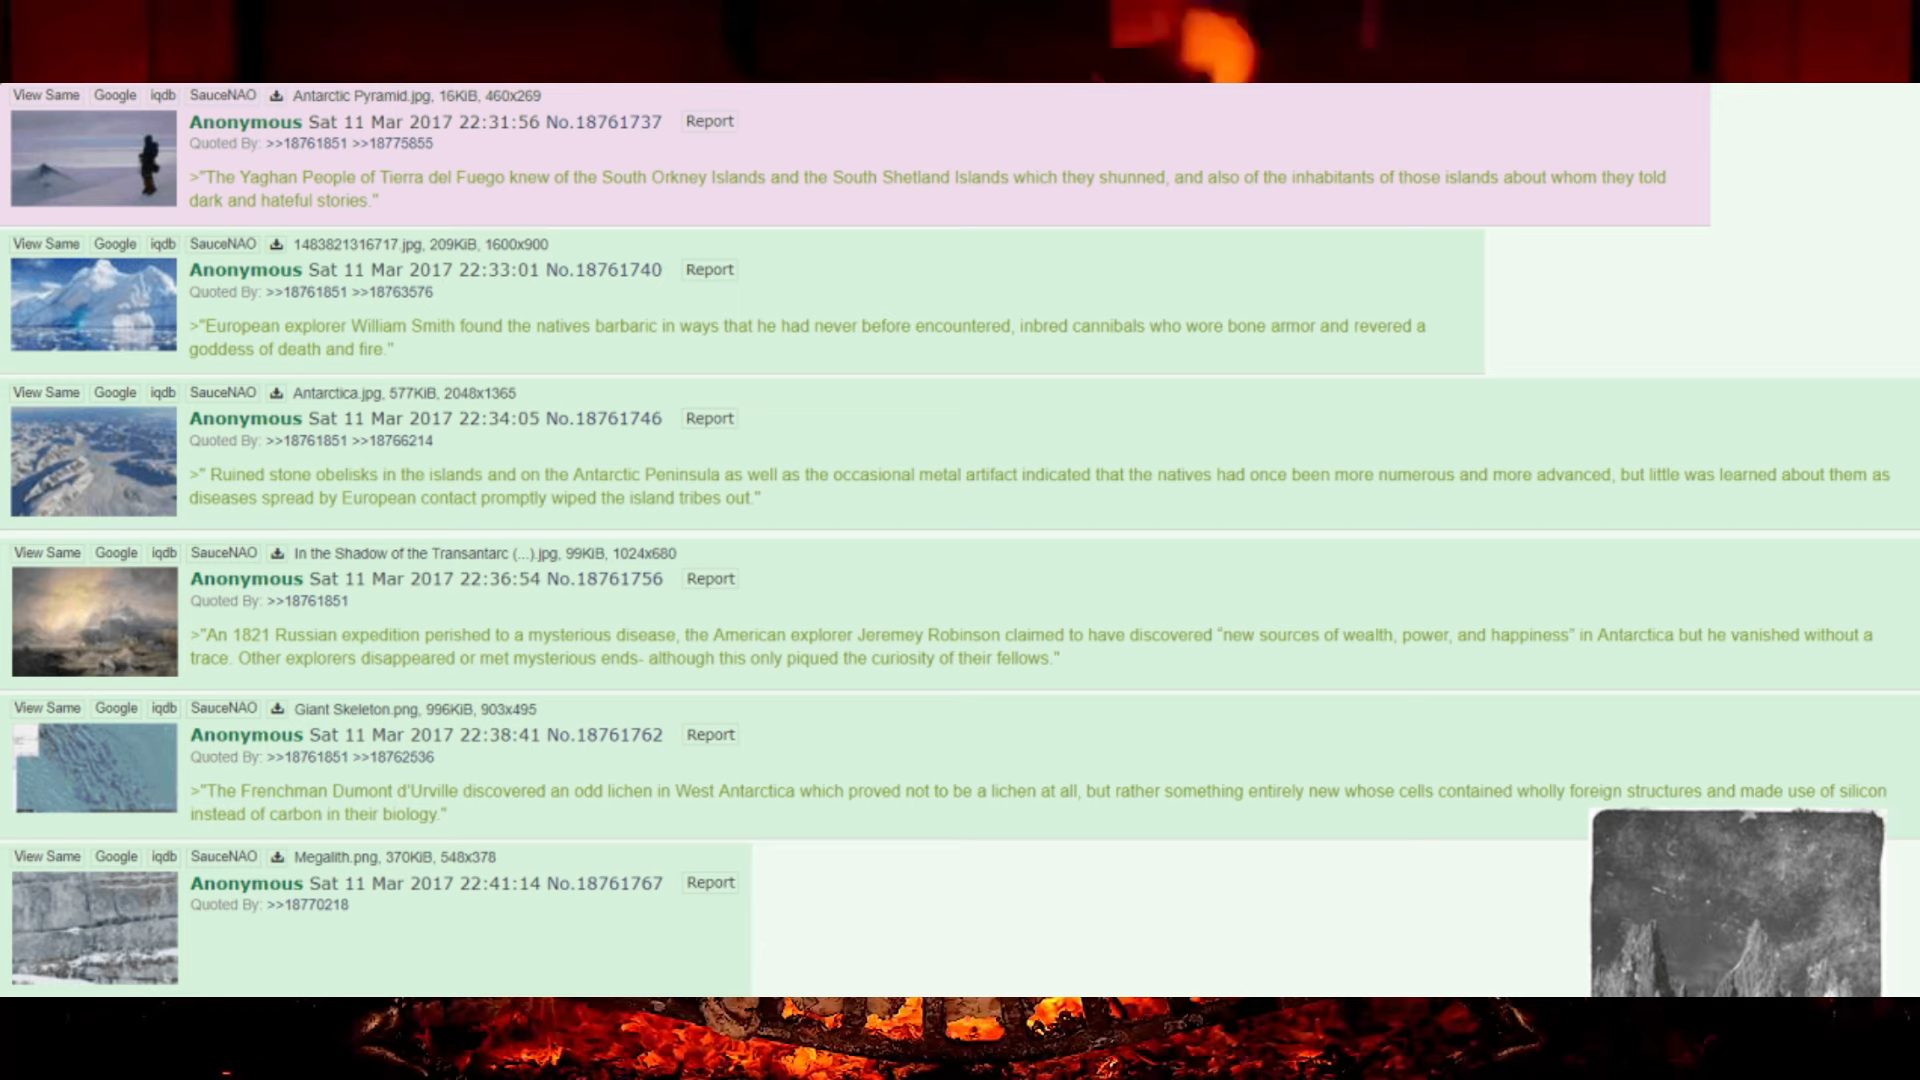 View Same Google iqdb SauceNAO Antarctic Pyramid.jpg, 16KiB, 460x269
Anonymous Sat 11 Mar 2017 22:31:56 No.18761737 Report
Quoted By: >>18761851 >>18775855
>"The Yaghan People of Tierra del Fuego knew of the South Orkney Islands and the South Shetland Islands which they shunned, and also of the inhabitants of those islands about whom they told
dark and hateful stories."
View Same Google iqdb SauceNAO 1483821316717.jpg, 209KiB, 1600x900
Anonymous Sat 11 Mar 2017 22:33:01 No.18761740 Report
Quoted By: >>18761851 >>18763576
>"European explorer William Smith found the natives barbaric in ways that he had never before encountered, inbred cannibals who wore bone armor and revered a
goddess of death and fire."
View Same Google iqdb SauceNAO Antarctica.jpg, 577KiB, 2048x1365
Anonymous Sat 11 Mar 2017 22:34:05 No.18761746 Report
Quoted By: >>18761851 >>18766214
>" Ruined stone obelisks in the islands and on the Antarctic Peninsula as well as the occasional metal artifact indicated that the natives had once been more numerous and more advanced, but little was learned about them as
diseases spread by European contact promptly wiped the island tribes out."
View Same Google iqdb SauceNAO In the Shadow of the Transantarc (...).jpg, 99KiB, 1024x680
Anonymous Sat 11 Mar 2017 22:36:54 No.18761756 Report
Quoted By: >>18761851
>"An 1821 Russian expedition perished to a mysterious disease, the American explorer Jeremey Robinson claimed to have discovered “new sources of wealth, power, and happiness” in Antarctica but he vanished without a
trace. Other explorers disappeared or met mysterious ends- although this only piqued the curiosity of their fellows."
View Same Google iqdb SauceNAO Giant Skeleton.png, 996KiB, 903x495
Anonymous Sat 11 Mar 2017 22:38:41 No.18761762 Report
Quoted By: >>18761851 >>18762536
>"The Frenchman Dumont d'Urville discovered an odd lichen in West Antarctica which proved not to be a lichen at all, but rather something entirely new whose cells contained wholly foreign structures and made use of silicon
instead of carbon in their biology."
View Same Google iqdb SauceNAO Megalith.png, 370KiB, 548x378
Anonymous Sat 11 Mar 2017 22:41:14 No.18761767 Report
Quoted By: >>18770218